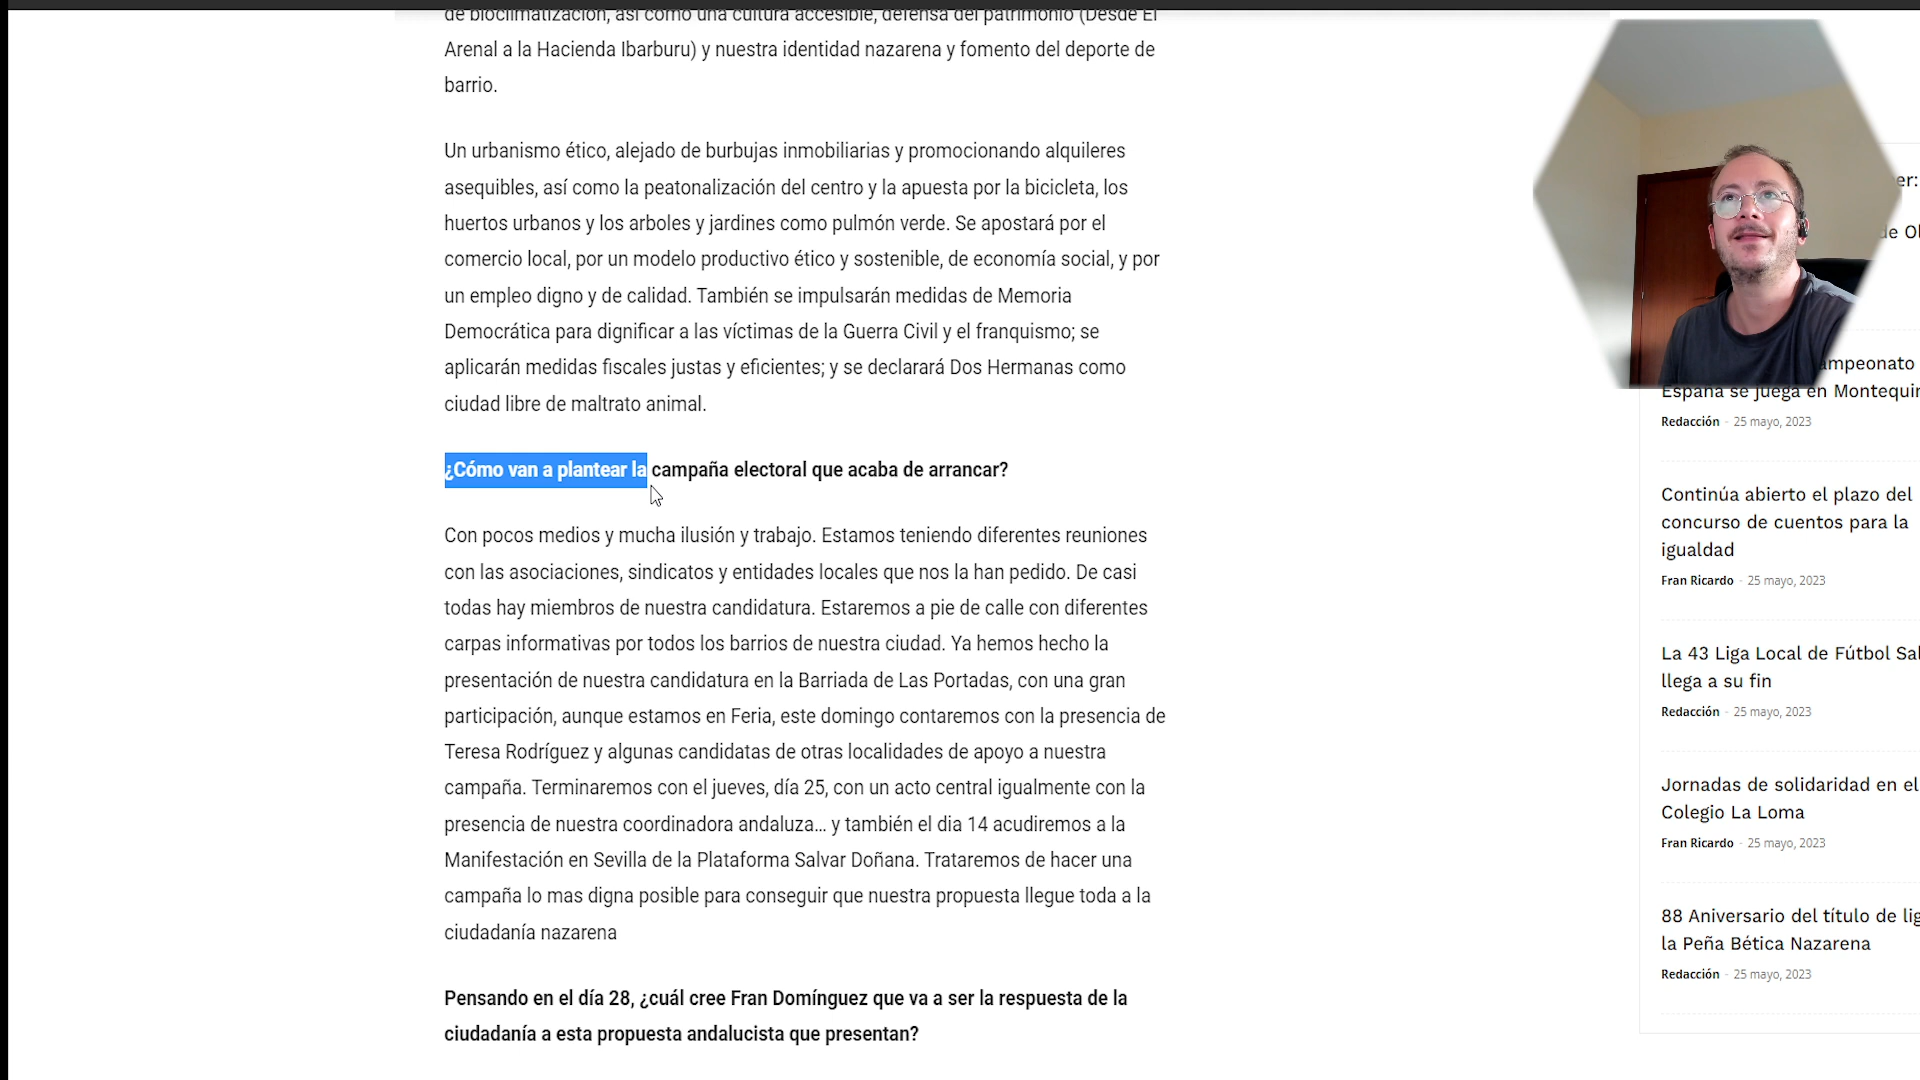 de bioclimatización, así como una cultura accesible, defensa del patrimonio (Desde El
Arenal a la Hacienda Ibarburu) y nuestra identidad nazarena y fomento del deporte de
barrio.
Un urbanismo ético, alejado de burbujas inmobiliarias y promocionando alquileres
asequibles, así como la peatonalización del centro y la apuesta por la bicicleta, los
huertos urbanos y los arboles y jardines como pulmón verde. Se apostará por el
comercio local, por un modelo productivo ético y sostenible, de economía social, y por
un empleo digno y de calidad. También se impulsarán medidas de Memoria
Democrática para dignificar a las víctimas de la Guerra Civil y el franquismo; se
aplicarán medidas fiscales justas y eficientes; y se declarará Dos Hermanas como
ciudad libre de maltrato animal.
¿Cómo van a plantear la campaña electoral que acaba de arrancar?
Con pocos medios y mucha ilusión y trabajo. Estamos teniendo diferentes reuniones
con las asociaciones, sindicatos y entidades locales que nos la han pedido. De casi
todas hay miembros de nuestra candidatura. Estaremos a pie de calle con diferentes
carpas informativas por todos los barrios de nuestra ciudad. Ya hemos hecho la
presentación de nuestra candidatura en la Barriada de Las Portadas, con una gran
participación, aunque estamos en Feria, este domingo contaremos con la presencia de
Teresa Rodríguez y algunas candidatas de otras localidades de apoyo a nuestra
campaña. Terminaremos con el jueves, día 25, con un acto central igualmente con la
presencia de nuestra coordinadora andaluza... y también el dia 14 acudiremos a la
Manifestación en Sevilla de la Plataforma Salvar Doñana. Trataremos de hacer una
campaña lo mas digna posible para conseguir que nuestra propuesta llegue toda a la
ciudadanía nazarena
Pensando en el día 28, ¿cuál cree Fran Domínguez que va a ser la respuesta de la
ciudadanía a esta propuesta andalucista que presentan?
er:
de Ol
ampeonato
España se juega en Montequin
Redacción - 25 mayo, 2023
Continúa abierto el plazo del
concurso de cuentos para la
igualdad
Fran Ricardo - 25 mayo, 2023
La 43 Liga Local de Fútbol Sal
llega a su fin
Redacción - 25 mayo, 2023
Jornadas de solidaridad en el
Colegio La Loma
Fran Ricardo - 25 mayo, 2023
88 Aniversario del título de lig
la Peña Bética Nazarena
Redacción - 25 mayo, 2023